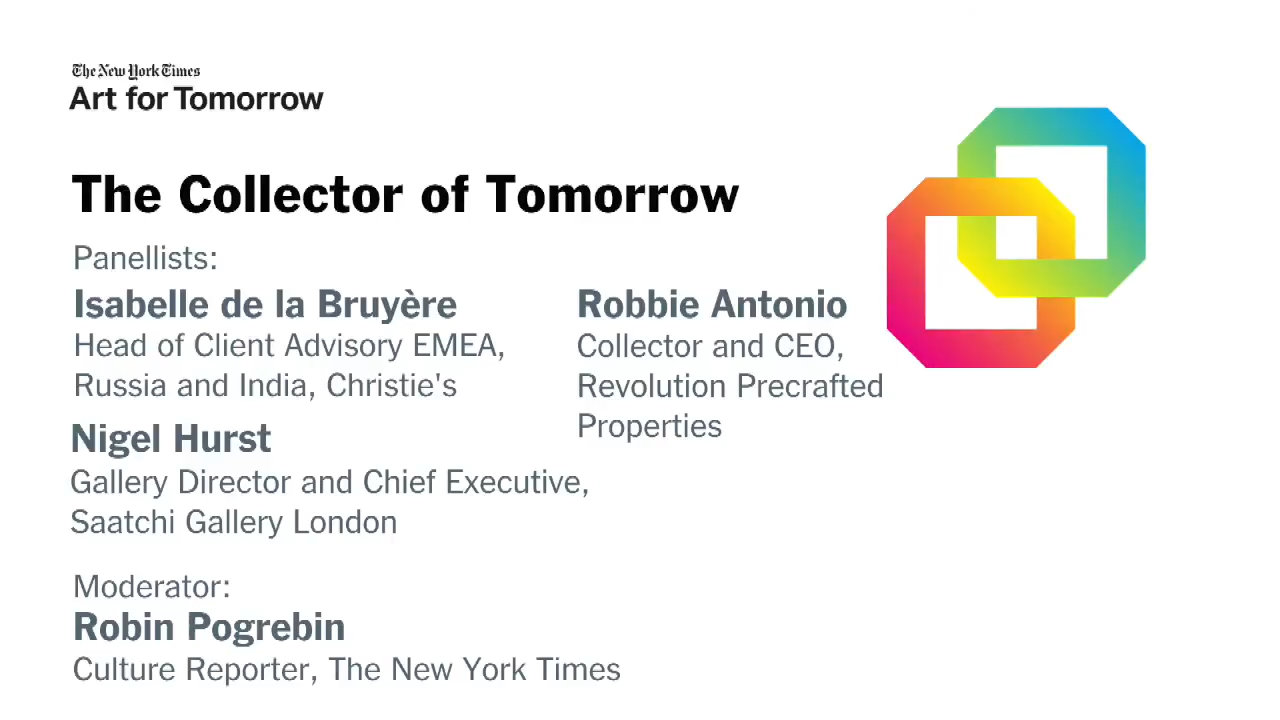 The New York Times
Art for Tomorrow
The Collector of Tomorrow
Panellists:
Isabelle de la Bruyère
Head of Client Advisory EMEA,
Russia and India, Christie's
Robbie Antonio
Collector and CEO,
Revolution Precrafted
Properties
Nigel Hurst
Gallery Director and Chief Executive,
Saatchi Gallery London
Moderator:
Robin Pogrebin
Culture Reporter, The New York Times